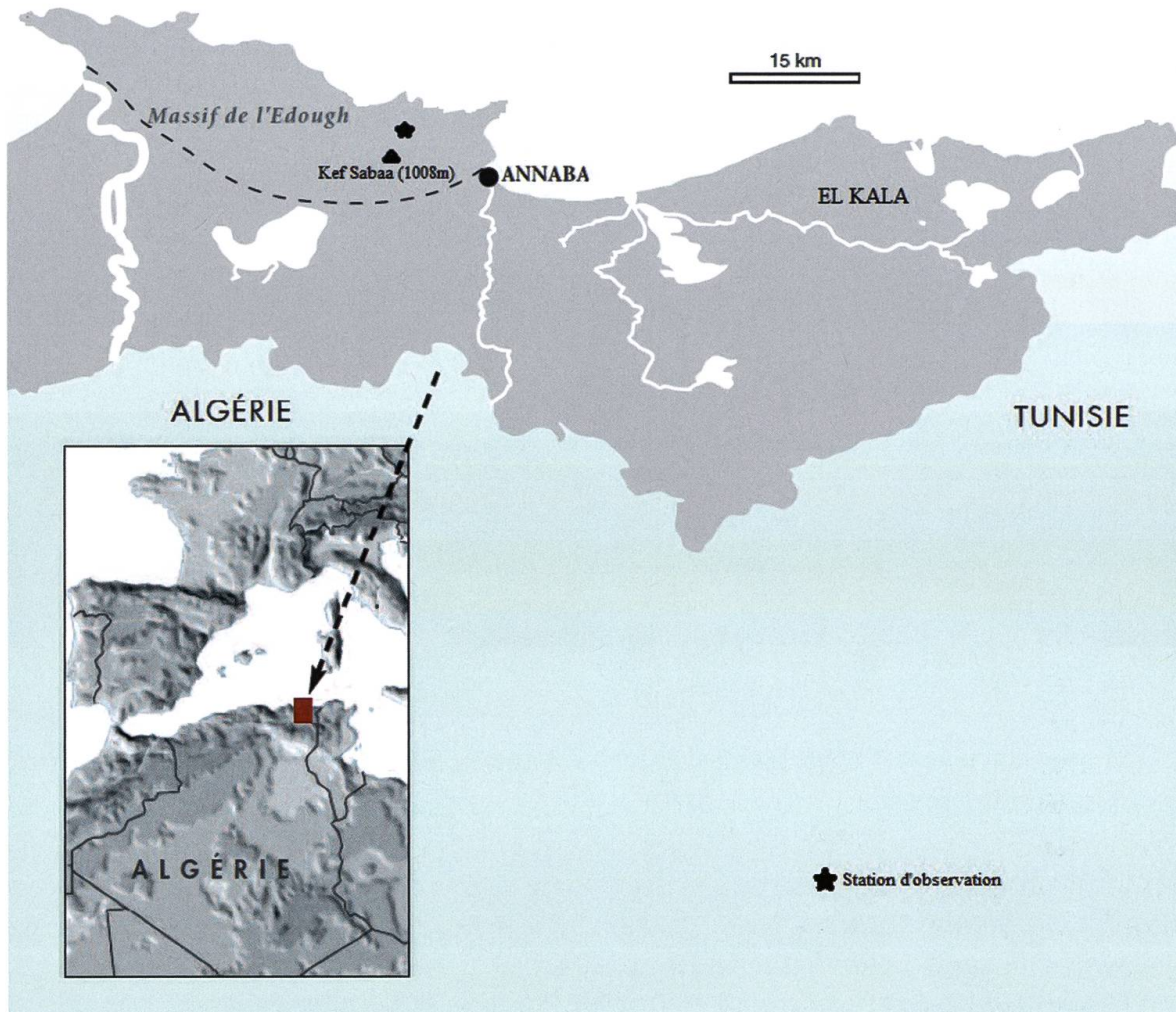 15 km
Massif de l'Edough
Kef Sabaa (1008m)
ANNABA
EL KALA
ALGÉRIE
TUNISIE
ALGÉRIE
Station d'observation